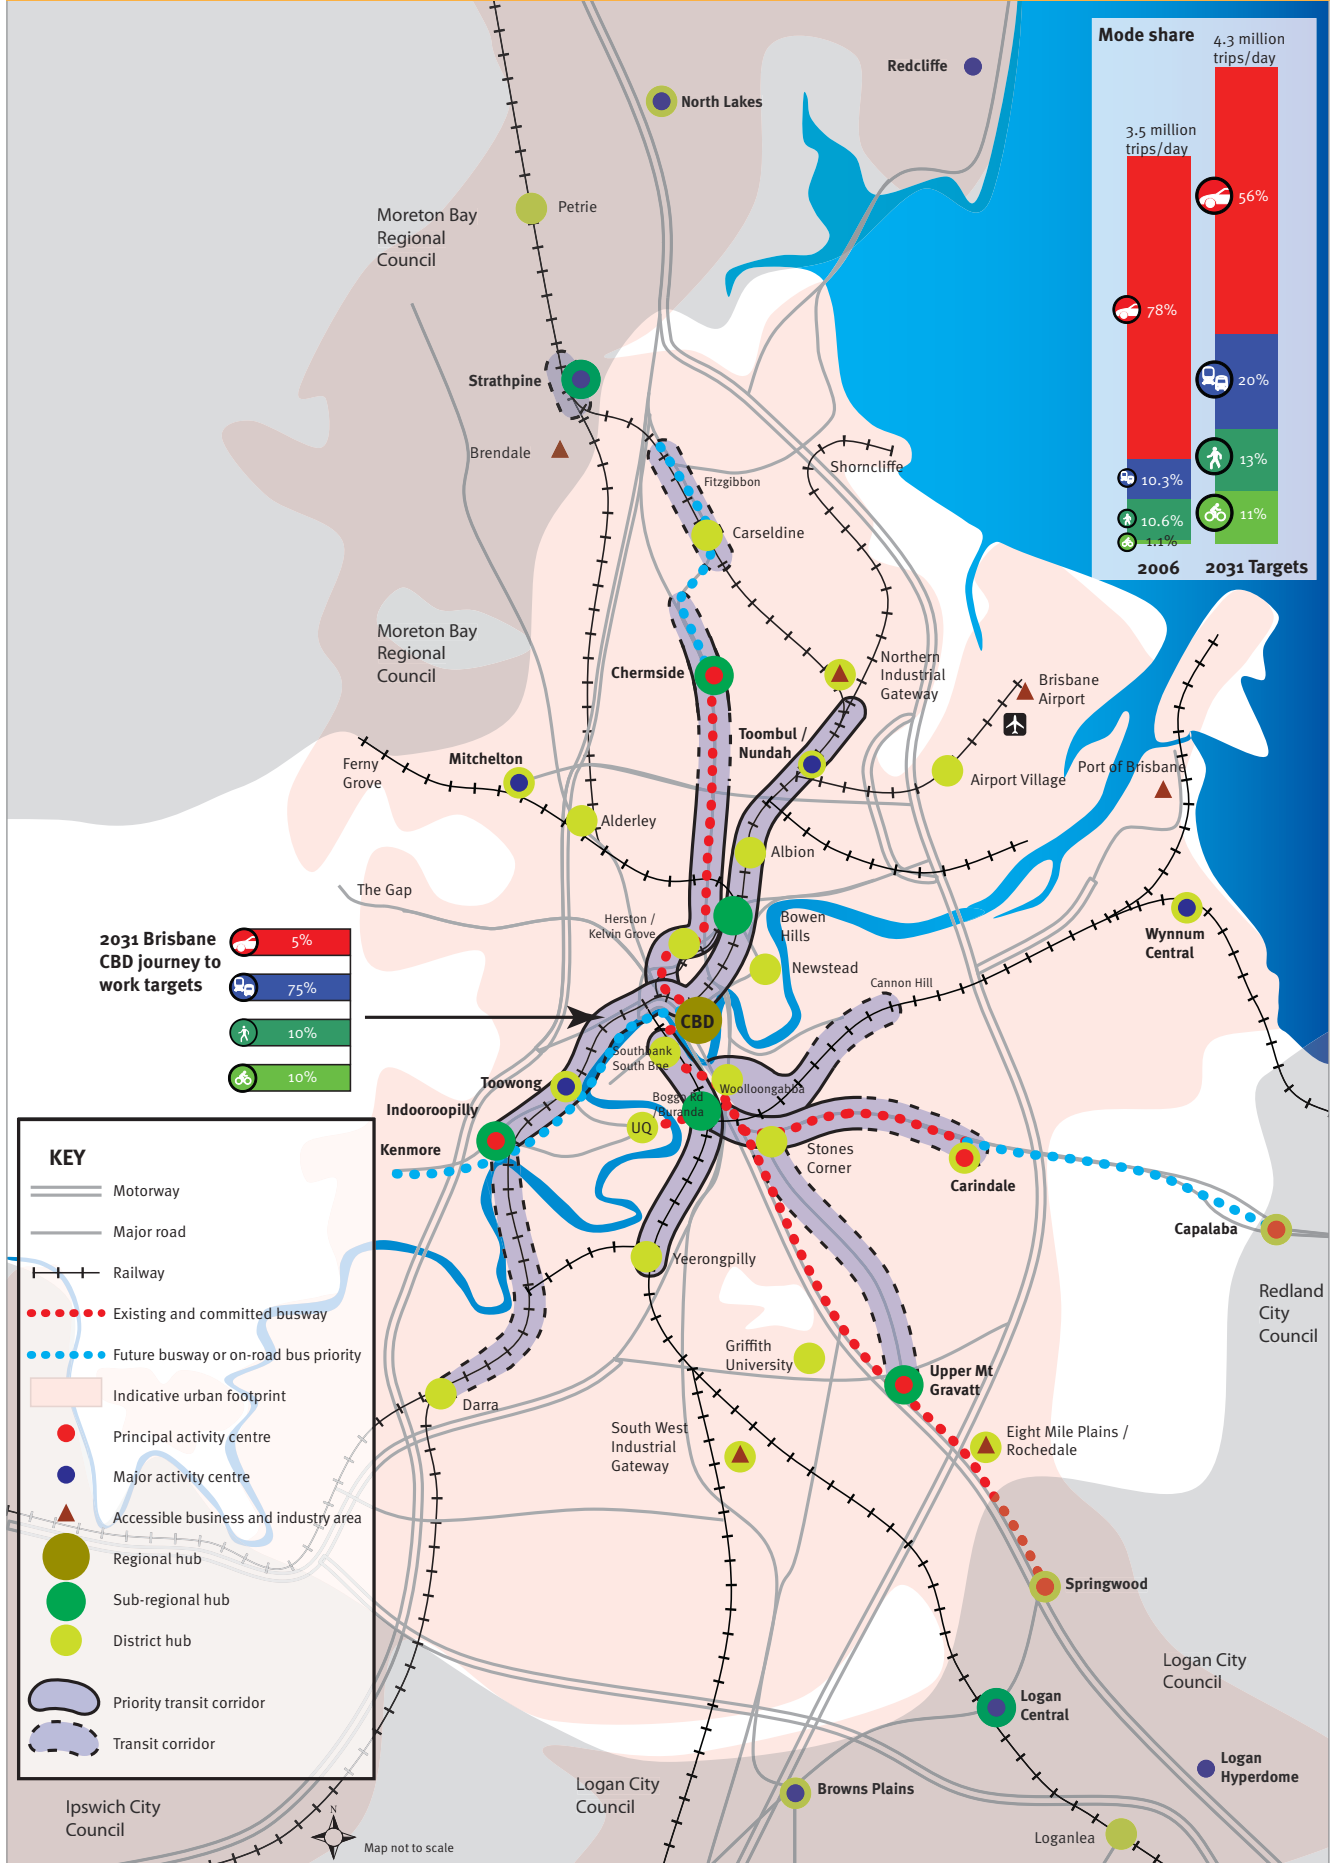 Mode share
4.3 million
trips/day
3.5 million
trips/day
56%
78%
20%
10.3%
13%
10.6%
11%
1.1%
2006
2031 Targets
Redcliffe
North Lakes
Petrie
Moreton Bay
Regional
Council
Strathpine
Brendale
Shorncliffe
Fitzgibbon
Carseldine
Moreton Bay
Regional
Council
Chermside
Northern
Industrial
Gateway
Brisbane
Airport
Toombul /
Nundah
Mitchelton
Ferny
Grove
Airport Village
Port of Brisbane
Alderley
Albion
The Gap
Herston /
Kelvin Grove
Bowen
Hills
Wynnum
Central
Newstead
Cannon Hill
2031 Brisbane
CBD journey to
work targets
5%
75%
10%
10%
CBD
Southbank
South Bne
Toowong
Woolloongabba
Boggo Rd
/Buranda
Indooroopilly
UQ
Kenmore
Stones
Corner
Carindale
Capalaba
Yeerongpilly
Redland
City
Council
Griffith
University
Upper Mt
Gravatt
Darra
South West
Industrial
Gateway
Eight Mile Plains /
Rochedale
Springwood
Logan City
Council
Logan
Central
Logan
Hyperdome
Browns Plains
Logan City
Council
Loganlea
Ipswich City
Council
N
Map not to scale
KEY
Motorway
Major road
Railway
Existing and committed busway
Future busway or on-road bus priority
Indicative urban footprint
Principal activity centre
Major activity centre
Accessible business and industry area
Regional hub
Sub-regional hub
District hub
Priority transit corridor
Transit corridor